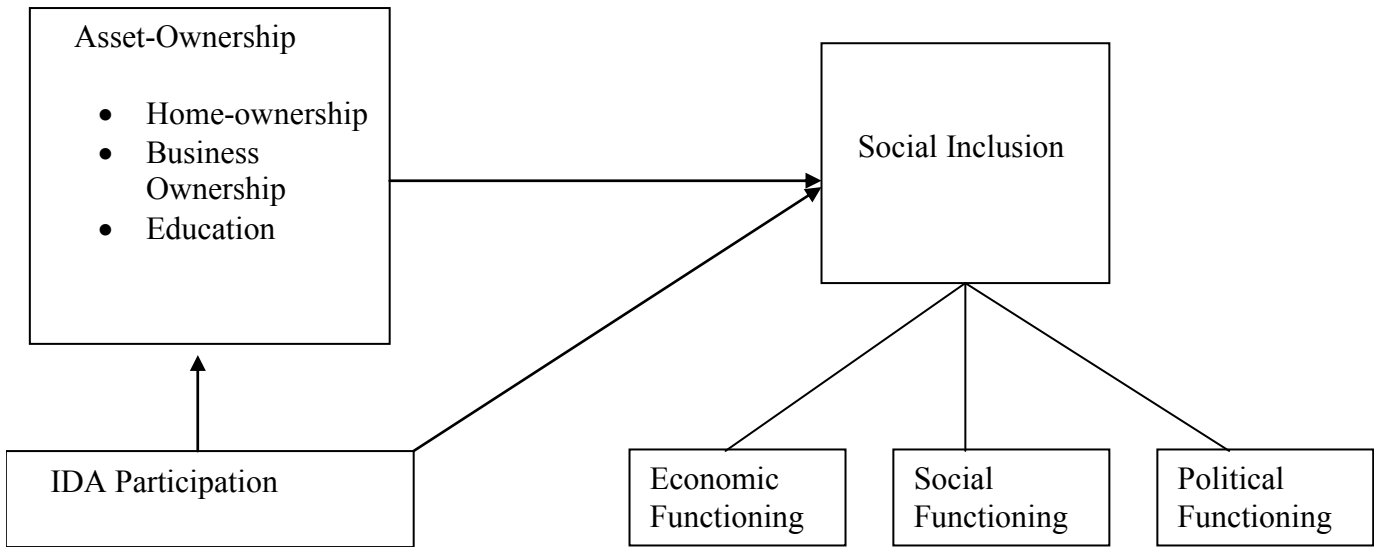 Asset-Ownership
• Home-ownership
• Business
Ownership
• Education
Social Inclusion
IDA Participation
Economic
Functioning
Social
Functioning
Political
Functioning